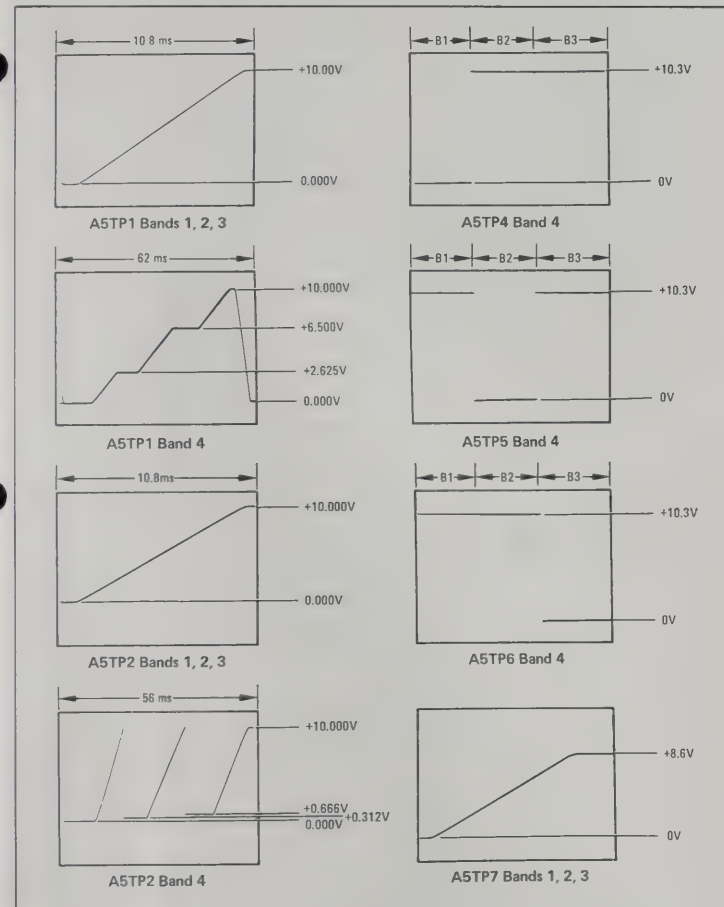 10.8 ms
+10.00V
0.000V
A5TP1 Bands 1, 2, 3
62 ms
+10.000V
+6.500V
+2.625V
0.000V
A5TP1 Band 4
10.8ms
+10.000V
0.000V
A5TP2 Bands 1, 2, 3
56 ms
+10.000V
+0.666V
+0.312V
0.000V
A5TP2 Band 4
B1 B2 B3
+10.3V
0V
A5TP4 Band 4
B1 B2 B3
+10.3V
0V
A5TP5 Band 4
B1 B2 B3
+10.3V
0V
A5TP6 Band 4
+8.6V
0V
A5TP7 Bands 1, 2, 3